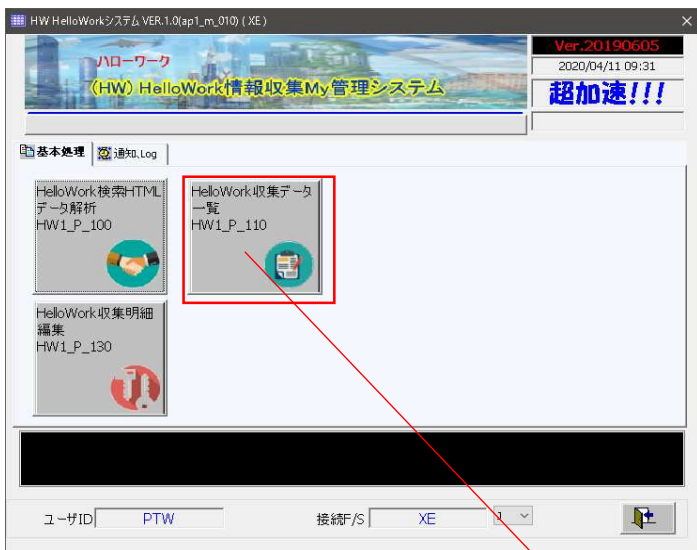 HW HelloWorkシステム VER.1.0(ap1_m_010) ( XE )
ハローワーク
(HW) HelloWork情報収集My管理システム
Ver.20190605
2020/04/11 09:31
超加速!!!
基本処理
通知、Log
HelloWork検索HTML
データ解析
HW1_P_100
HelloWork収集データ
一覧
HW1_P_110
HelloWork収集明細
編集
HW1_P_130
ユーザID PTW
接続F/S XE